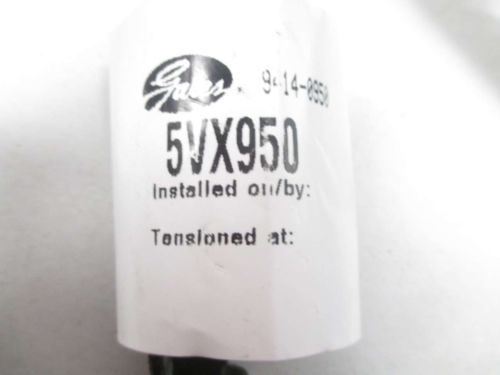 Gates 9414-0950
5VX950
Installed on/by:
Tensioned at: